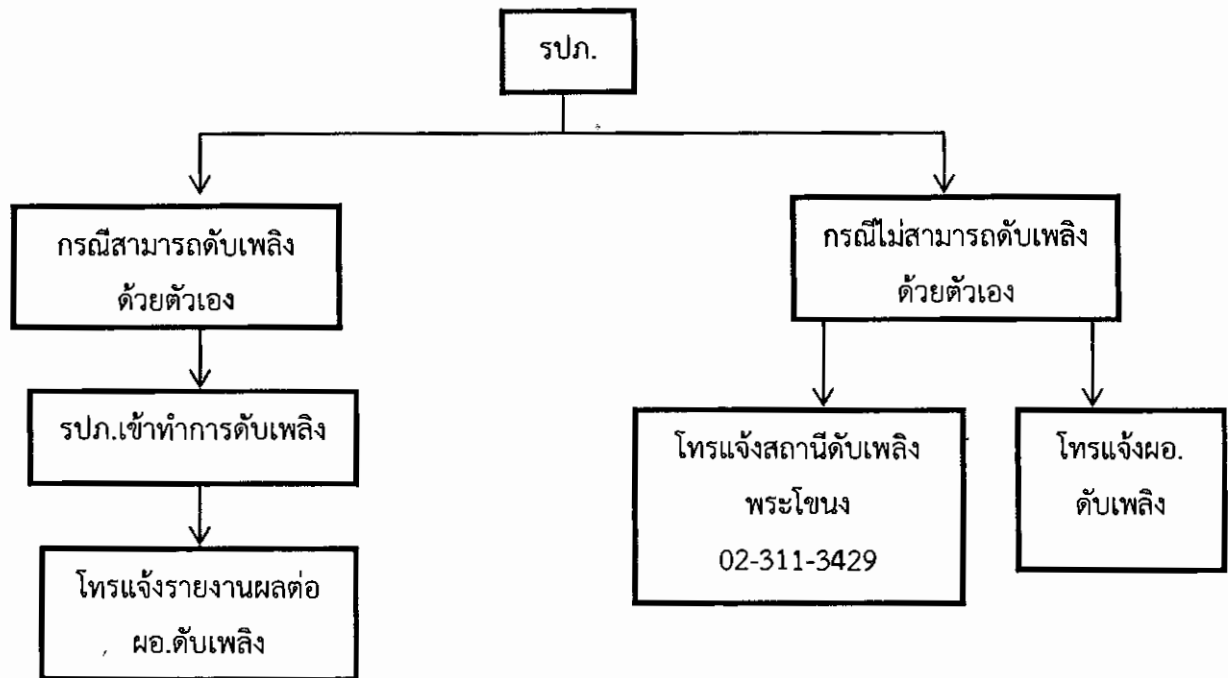 รปภ.
กรณีสามารถดับเพลิง
ด้วยตัวเอง
รปภ.เข้าทำการดับเพลิง
โทรแจ้งรายงานผลต่อ
ผอ.ดับเพลิง
กรณีไม่สามารถดับเพลิง
ด้วยตัวเอง
โทรแจ้งสถานีดับเพลิง
พระโขนง
02-311-3429
โทรแจ้งผอ.
ดับเพลิง